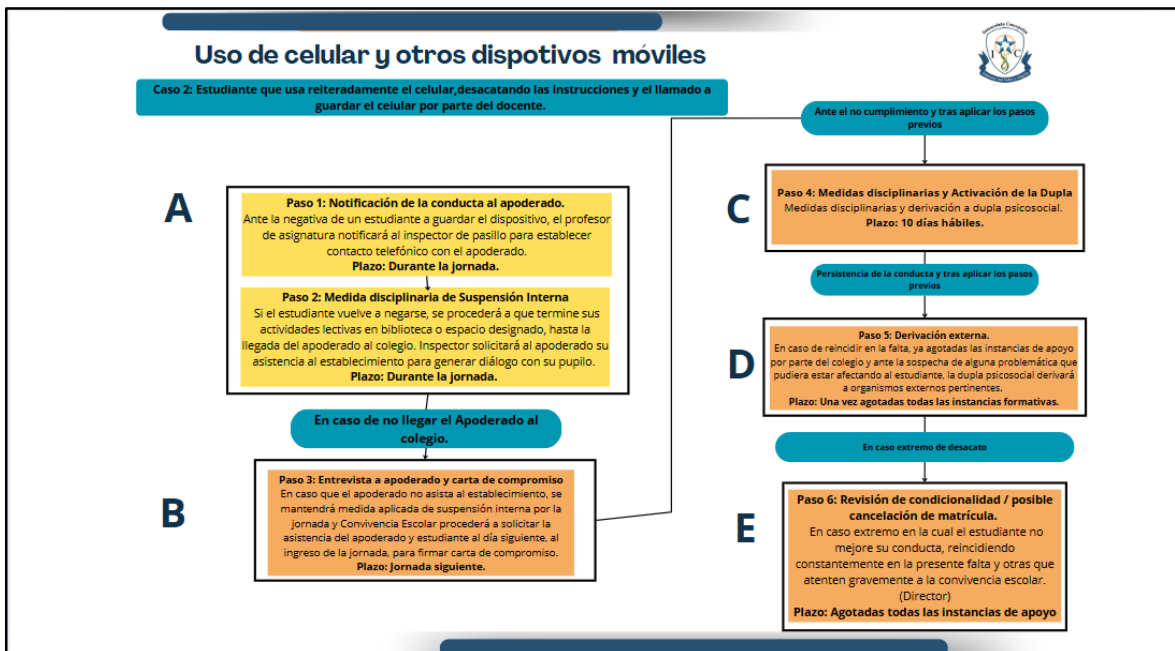 Uso de celular y otros dispotivos móviles
Caso 2: Estudiante que usa reiteradamente el celular,desacatando las instrucciones y el llamado a
guardar el celular por parte del docente.
A
Paso 1: Notificación de la conducta al apoderado.
Ante la negativa de un estudiante a guardar el dispositivo, el profesor
de asignatura notificará al inspector de pasillo para establecer
contacto telefónico con el apoderado.
Plazo: Durante la jornada.
Paso 2: Medida disciplinaria de Suspensión Interna
Si el estudiante vuelve a negarse, se procederá a que termine sus
actividades lectivas en biblioteca o espacio designado, hasta la
llegada del apoderado al colegio. Inspector solicitará al apoderado su
asistencia al establecimiento para generar diálogo con su pupilo.
Plazo: Durante la jornada.
En caso de no llegar el Apoderado al
colegio.
B
Paso 3: Entrevista a apoderado y carta de compromiso
En caso que el apoderado no asista al establecimiento, se
mantendrá medida aplicada de suspensión interna por la
jornada y Convivencia Escolar procederá a solicitar la
asistencia del apoderado y estudiante al día siguiente, al
ingreso de la jornada, para firmar carta de compromiso.
Plazo: Jornada siguiente.
Inmaculada Concepción
I C
Ante el no cumplimiento y tras aplicar los pasos
previos
C
Paso 4: Medidas disciplinarias y Activación de la Dupla
Medidas disciplinarias y derivación a dupla psicosocial.
Plazo: 10 días hábiles.
Persistencia de la conducta y tras aplicar los pasos
previos
D
Paso 5: Derivación externa.
En caso de reincidir en la falta, ya agotadas las instancias de apoyo
por parte del colegio y ante la sospecha de alguna problemática que
pudiera estar afectando al estudiante, la dupla psicosocial derivará
a organismos externos pertinentes.
Plazo: Una vez agotadas todas las instancias formativas.
En caso extremo de desacato
E
Paso 6: Revisión de condicionalidad / posible
cancelación de matrícula.
En caso extremo en la cual el estudiante no
mejore su conducta, reincidiendo
constantemente en la presente falta y otras que
atenten gravemente a la convivencia escolar.
(Director)
Plazo: Agotadas todas las instancias de apoyo